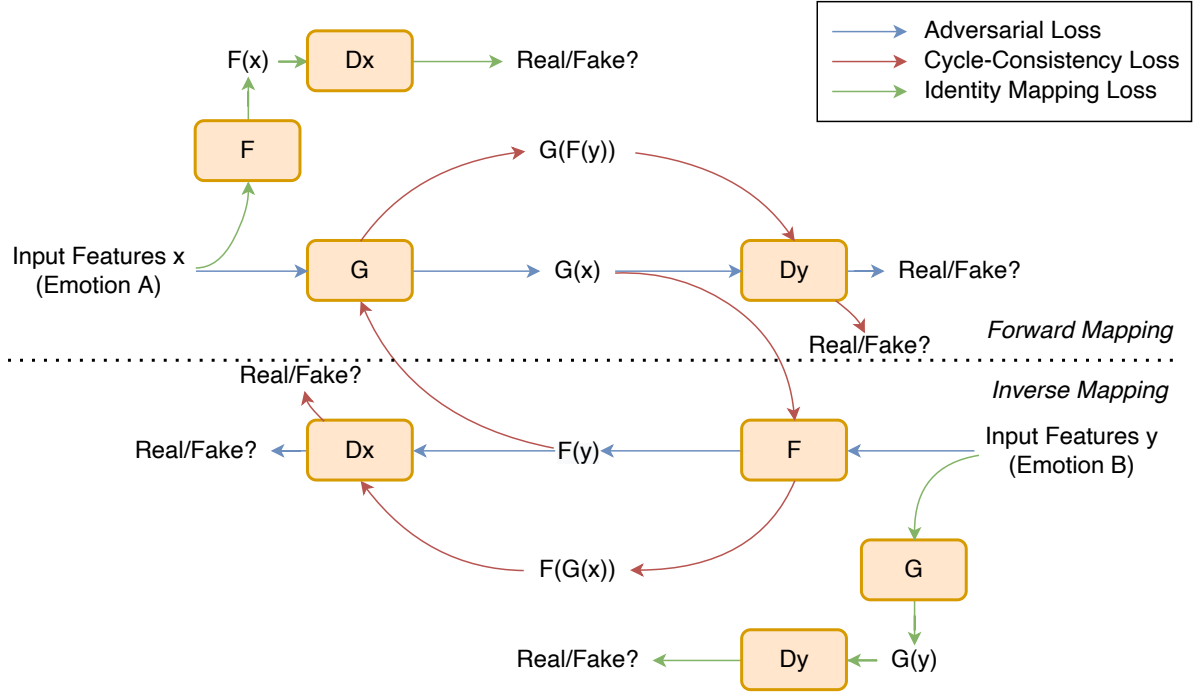 Adversarial Loss
Cycle-Consistency Loss
Identity Mapping Loss
F(x)
Dx
Real/Fake?
F
G(F(y))
Input Features x
(Emotion A)
G
G(x)
Dy
Real/Fake?
Real/Fake?
Forward Mapping
Inverse Mapping
Real/Fake?
Real/Fake?
Dx
F(y)
F
Input Features y
(Emotion B)
F(G(x))
G
Real/Fake?
Dy
G(y)